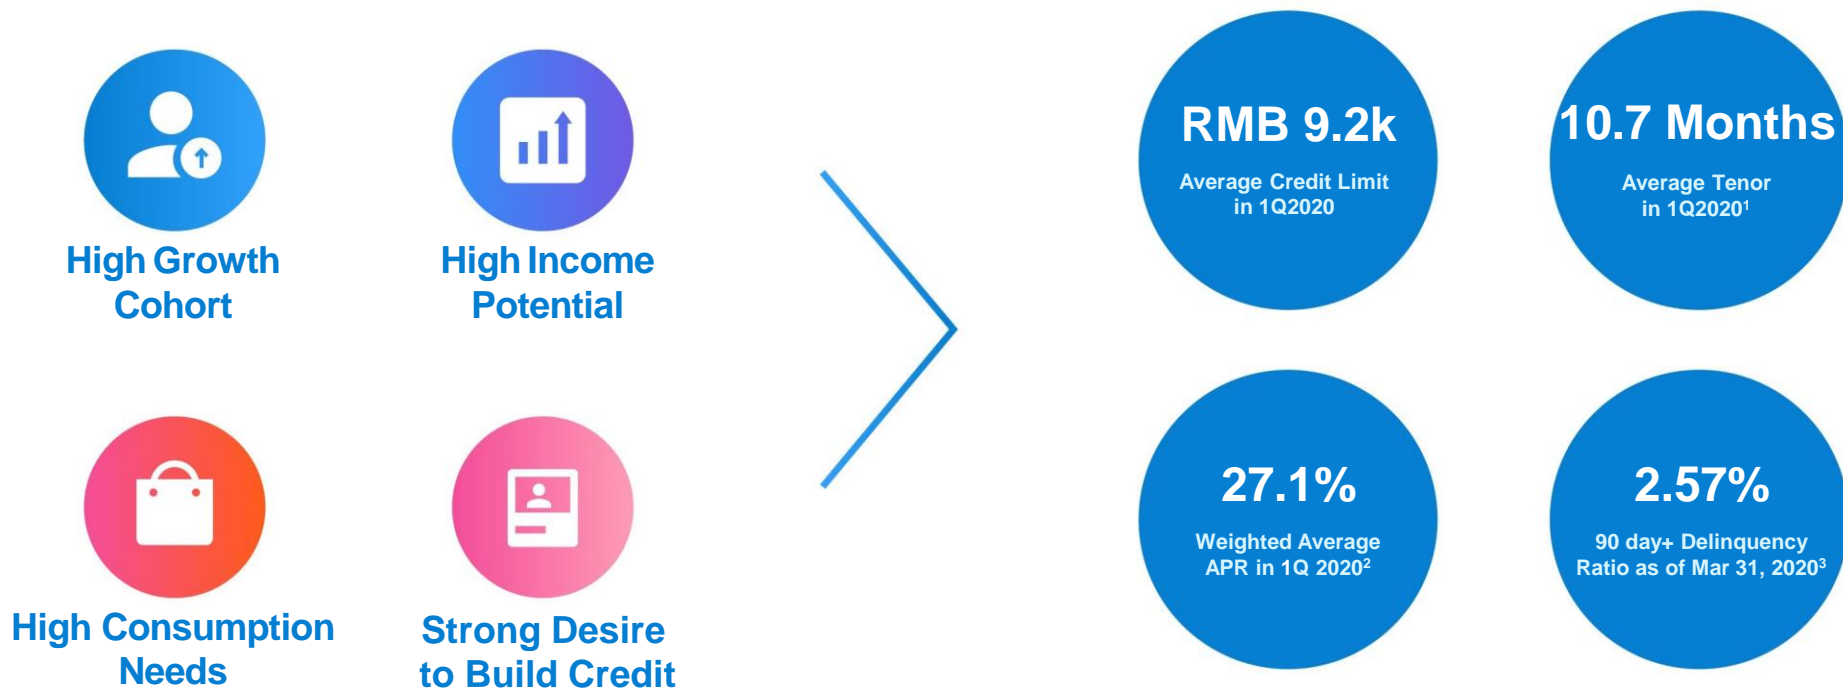 High Growth
Cohort
High Income
Potential
High Consumption
Needs
Strong Desire
to Build Credit
RMB 9.2k
Average Credit Limit
in 1Q2020
10.7 Months
Average Tenor
in 1Q2020¹
27.1%
Weighted Average
APR in 1Q 2020²
2.57%
90 day+ Delinquency
Ratio as of Mar 31, 2020³